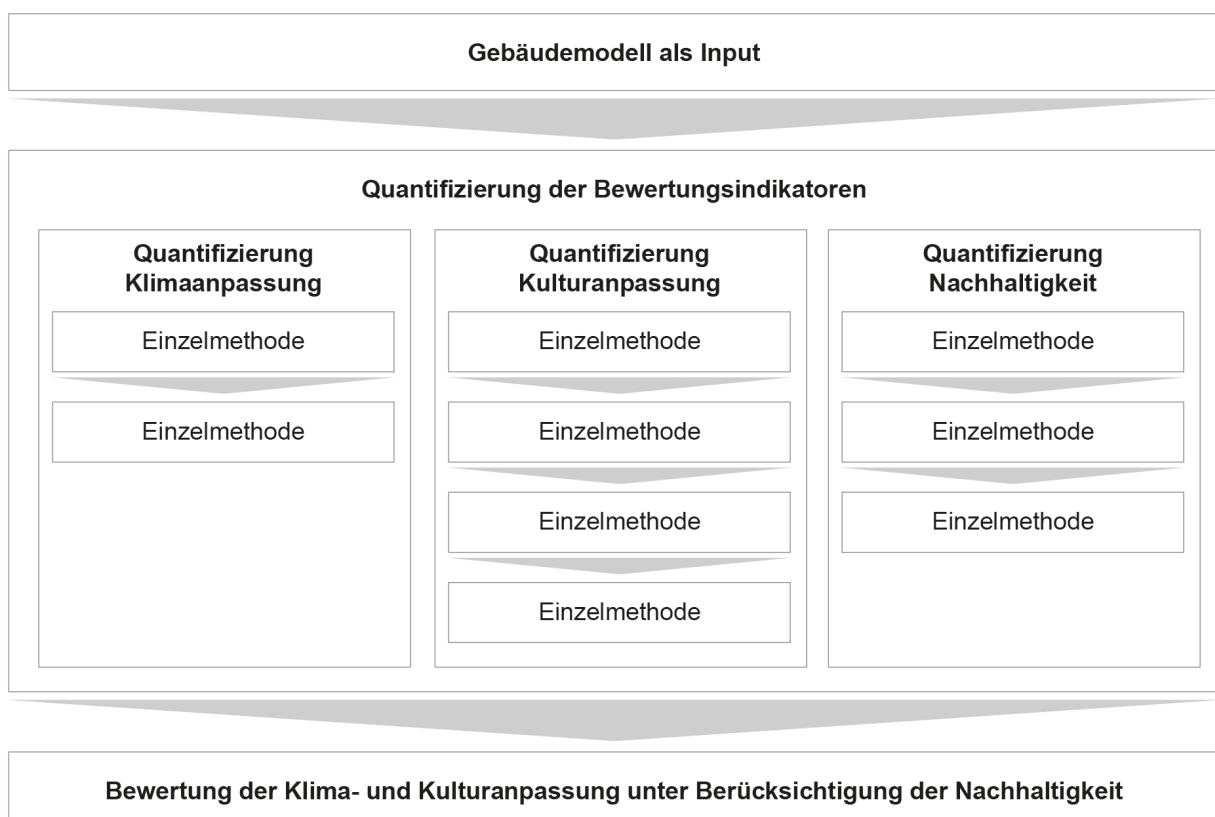 Gebäudemodell als Input
Quantifizierung der Bewertungsindikatoren
Quantifizierung
Klimaanpassung
Einzelmethode
Einzelmethode
Quantifizierung
Kulturanpassung
Einzelmethode
Einzelmethode
Einzelmethode
Einzelmethode
Quantifizierung
Nachhaltigkeit
Einzelmethode
Einzelmethode
Einzelmethode
Bewertung der Klima- und Kulturanpassung unter Berücksichtigung der Nachhaltigkeit